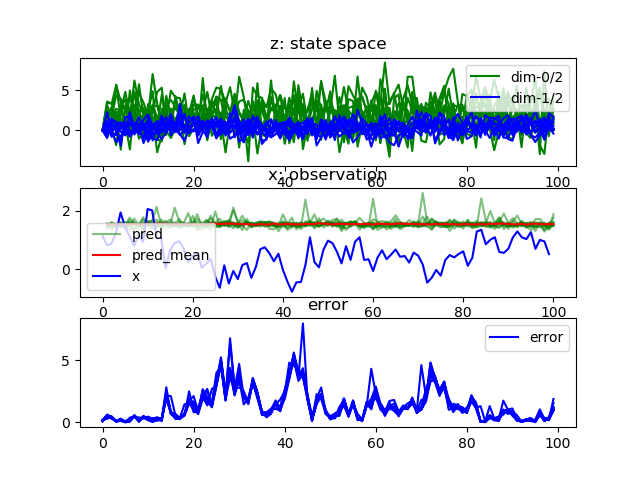 z: state space
5
0
dim-0/2
dim-1/2
0 20 40 60 80 100
x: observation
2
0
pred
pred_mean
x
0 20 40 60 80 100
error
5
0
error
0 20 40 60 80 100